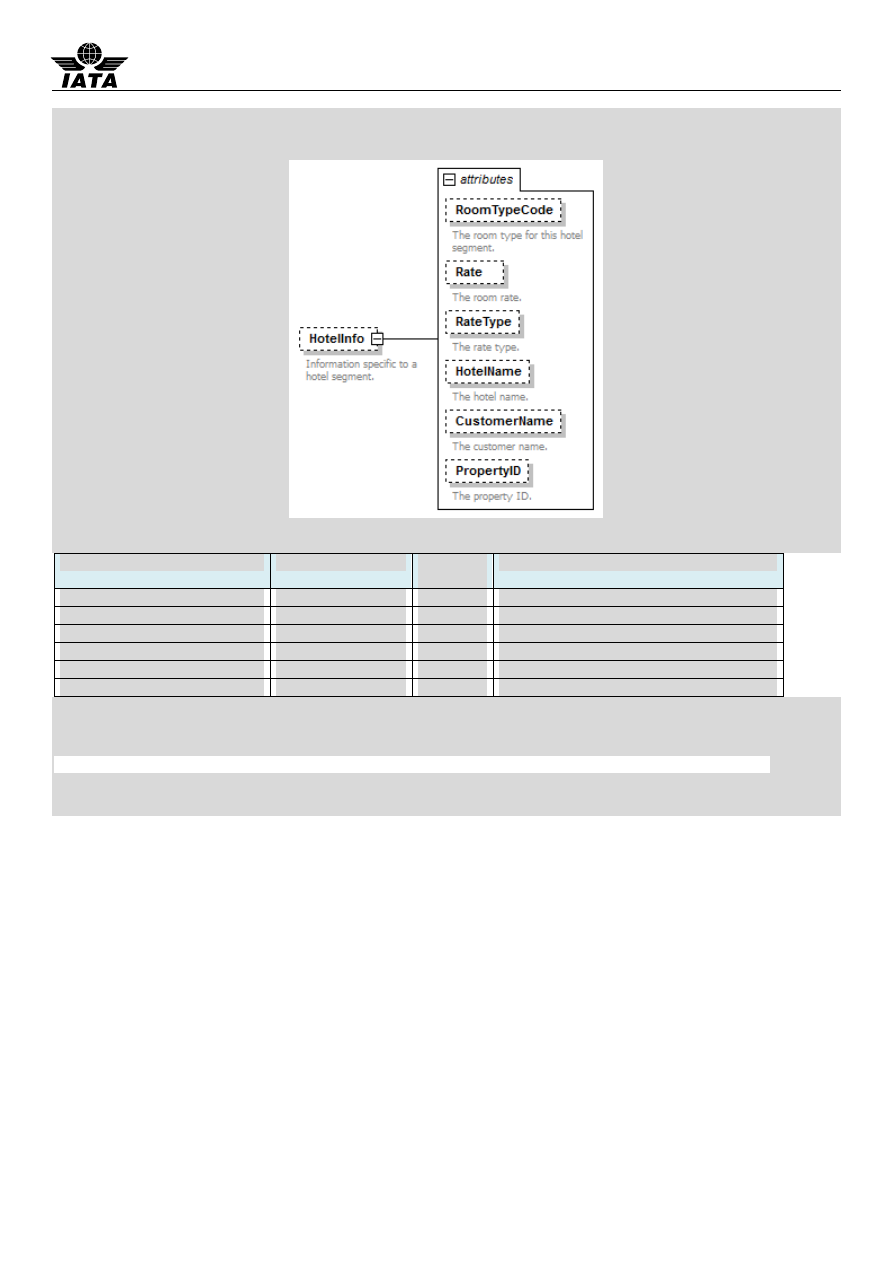 IATA
attributes
RoomTypeCode
The room type for this hotel
segment.
Rate
The room rate.
RateType
The rate type.
HotelInfo
Information specific to a
hotel segment.
HotelName
The hotel name.
CustomerName
The customer name.
PropertyID
The property ID.